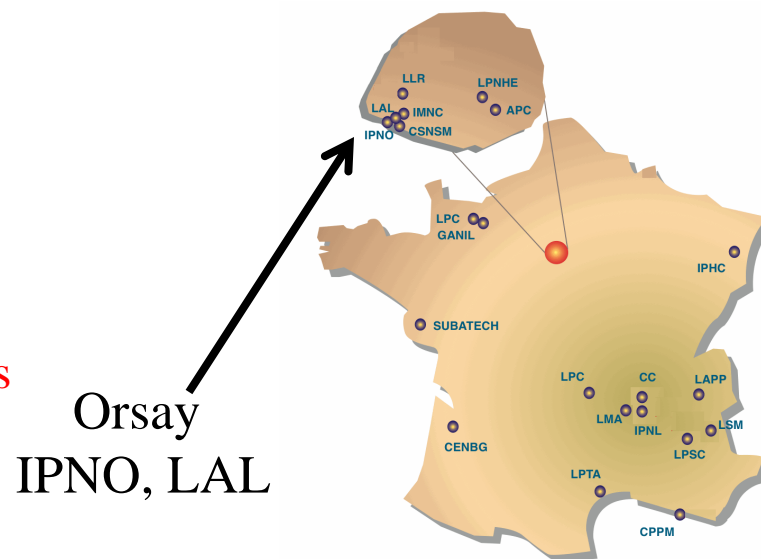 LLR
LPNHE
LAL
IMNC
APC
IPNO
CSNSM
LPC
GANIL
IPHC
SUBATECH
s
Orsay
IPNO, LAL
LPC
CC
LAPP
LMA
IPNL
LSM
CENBG
LPSC
LPTA
CPPM